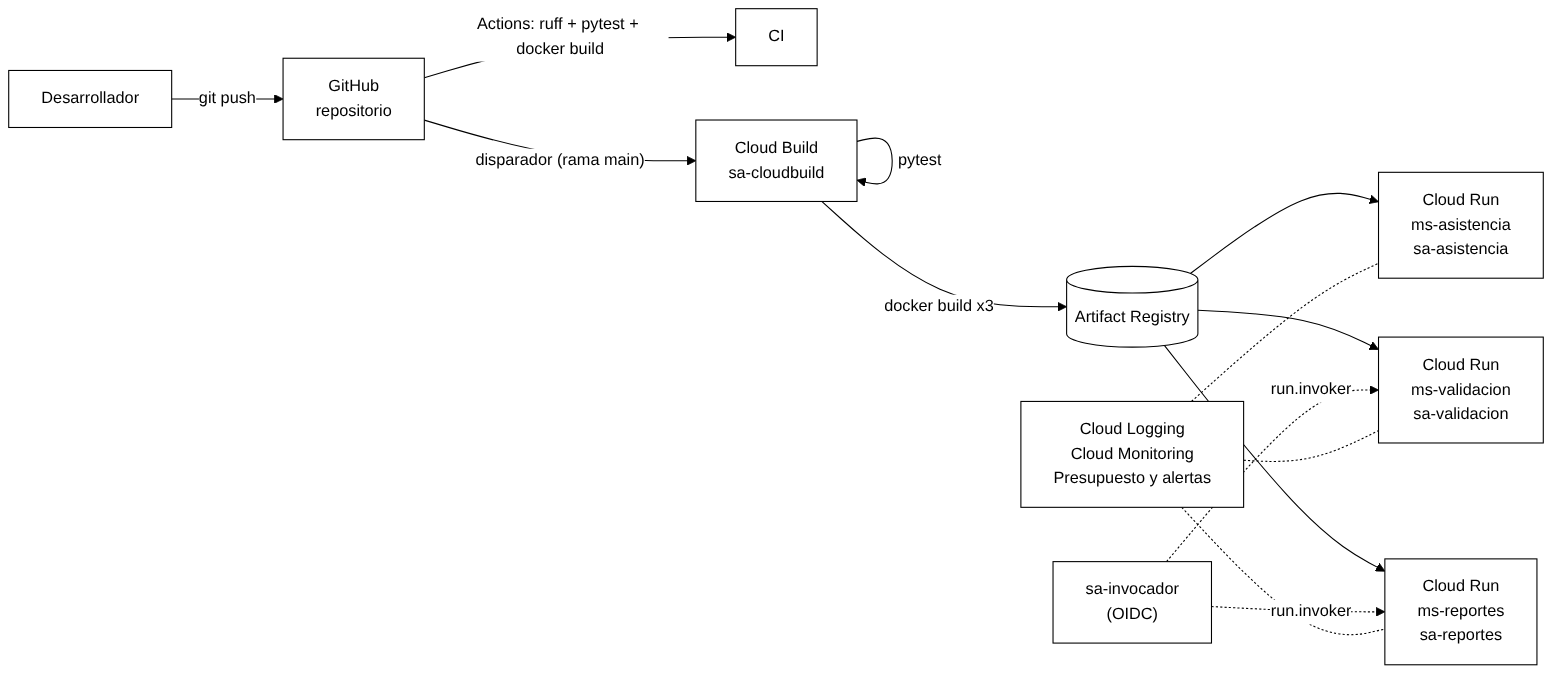 Desarrollador
git push
GitHub
repositorio
Actions: ruff + pytest +
docker build
CI
disparador (rama main)
Cloud Build
sa-cloudbuild
pytest
docker build x3
Artifact Registry
Cloud Run
ms-asistencia
sa-asistencia
Cloud Run
ms-validacion
sa-validacion
run.invoker
Cloud Logging
Cloud Monitoring
Presupuesto y alertas
sa-invocador
(OIDC)
run.invoker
Cloud Run
ms-reportes
sa-reportes